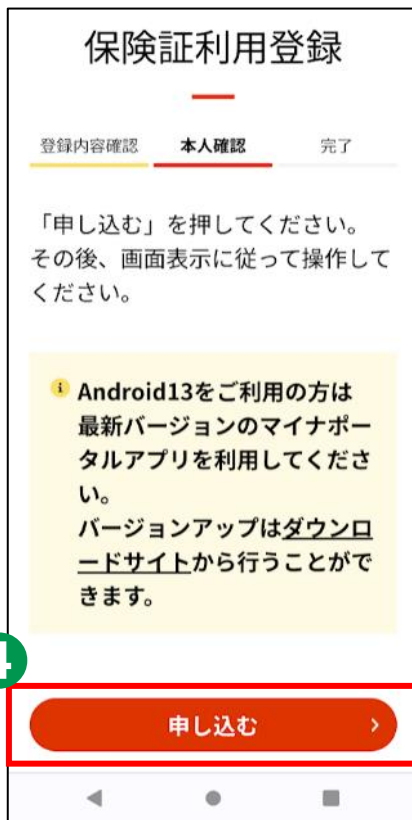 保険証利用登録
登録内容確認 本人確認 完了
「申し込む」を押してください。
その後、画面表示に従って操作して
ください。
Android13をご利用の方は
最新バージョンのマイナポー
タルアプリを利用してくださ
い。
バージョンアップはダウンロ
ードサイトから行うことがで
きます。
4
申し込む